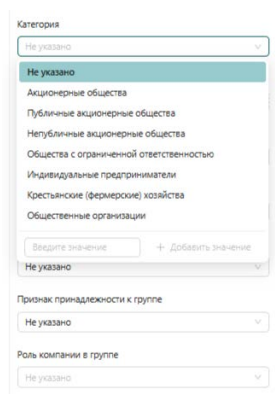 Категория
Не указано
Не указано
Акционерные общества
Публичные акционерные общества
Непубличные акционерные общества
Общества с ограниченной ответственностью
Индивидуальные предприниматели
Крестьянские (фермерские) хозяйства
Общественные организации
Введите значение + Добавить значение
Не указано
Признак принадлежности к группе
Не указано
Роль компании в группе
Не указано